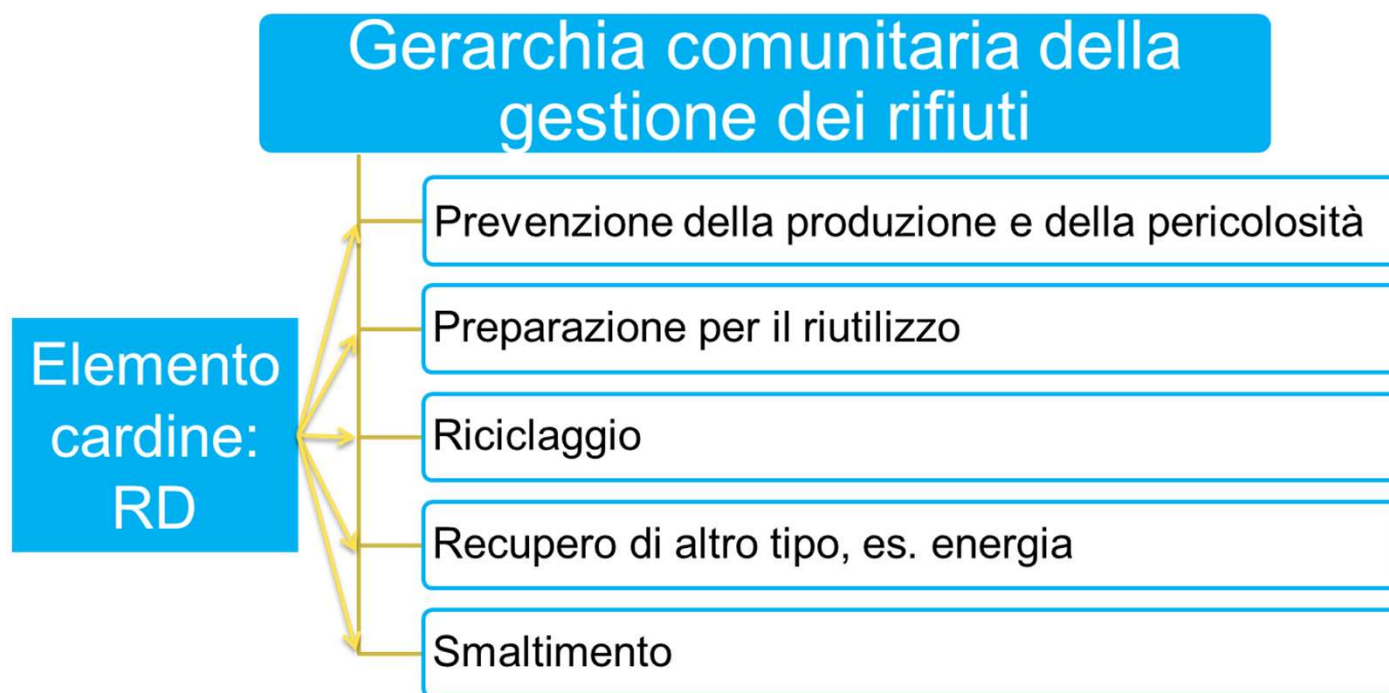 Gerarchia comunitaria della
gestione dei rifiuti
Prevenzione della produzione e della pericolosità
Preparazione per il riutilizzo
Elemento
cardine:
RD
Riciclaggio
Recupero di altro tipo, es. energia
Smaltimento